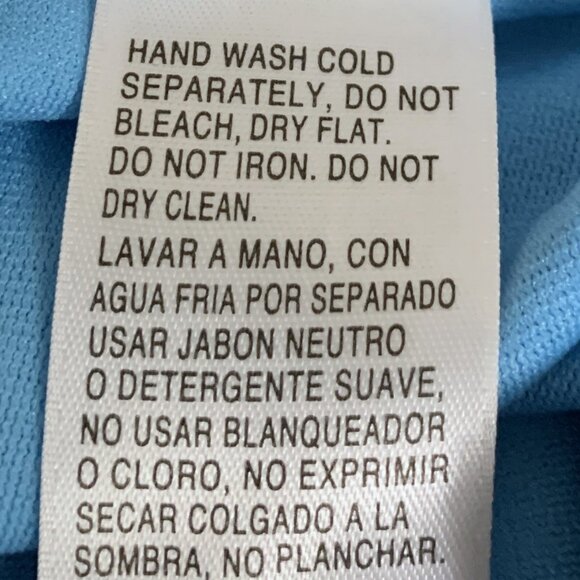 HAND WASH COLD
SEPARATELY, DO NOT
BLEACH, DRY FLAT.
DO NOT IRON. DO NOT
DRY CLEAN.
LAVAR A MANO, CON
AGUA FRIA POR SEPARADO
USAR JABON NEUTRO
O DETERGENTE SUAVE,
NO USAR BLANQUEADOR
O CLORO, NO EXPRIMIR
SECAR COLGADO A LA
SOMBRA, NO PLANCHAR.